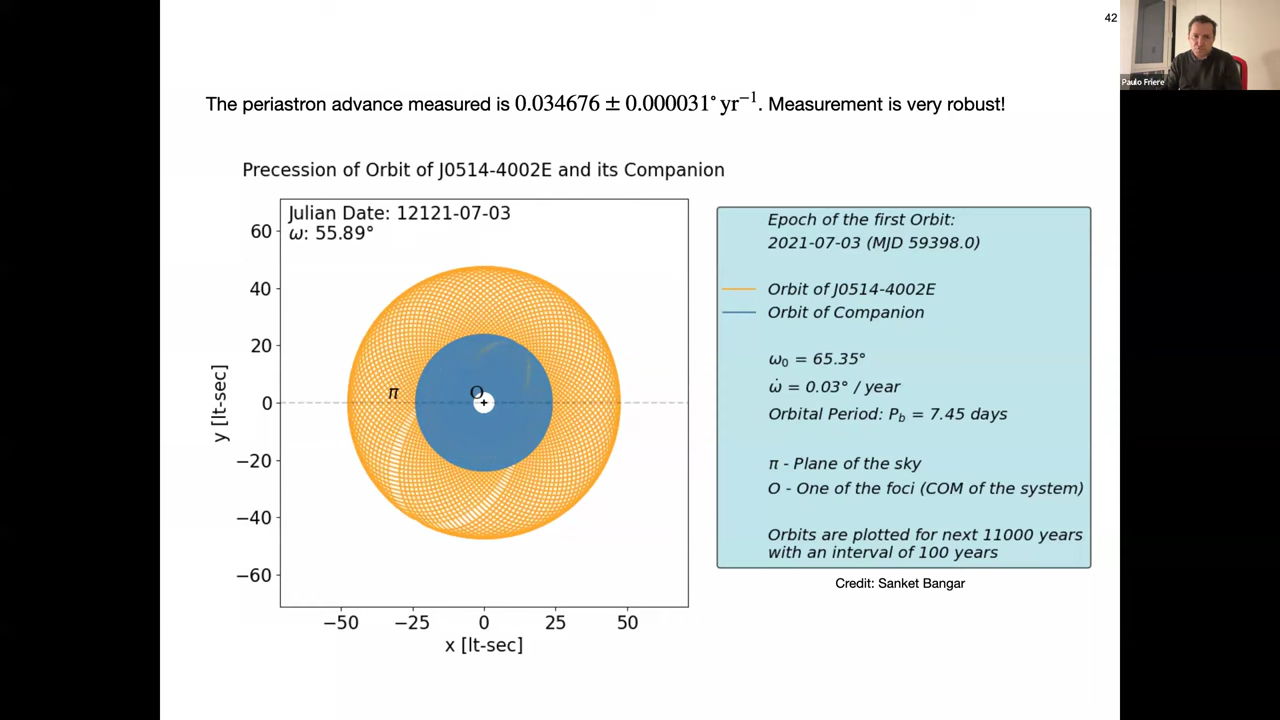 42
Paulo Friere
The periastron advance measured is 0.034676 ± 0.000031° yr⁻¹. Measurement is very robust!
Precession of Orbit of J0514-4002E and its Companion
Julian Date: 12121-07-03
ω: 55.89°
60
40
20
0
−20
−40
−60
y [lt-sec]
π
O
−50 −25 0 25 50
x [lt-sec]
Epoch of the first Orbit:
2021-07-03 (MJD 59398.0)
Orbit of J0514-4002E
Orbit of Companion
ω₀ = 65.35°
ω̇ = 0.03° / year
Orbital Period: P_b = 7.45 days
π - Plane of the sky
O - One of the foci (COM of the system)
Orbits are plotted for next 11000 years
with an interval of 100 years
Credit: Sanket Bangar